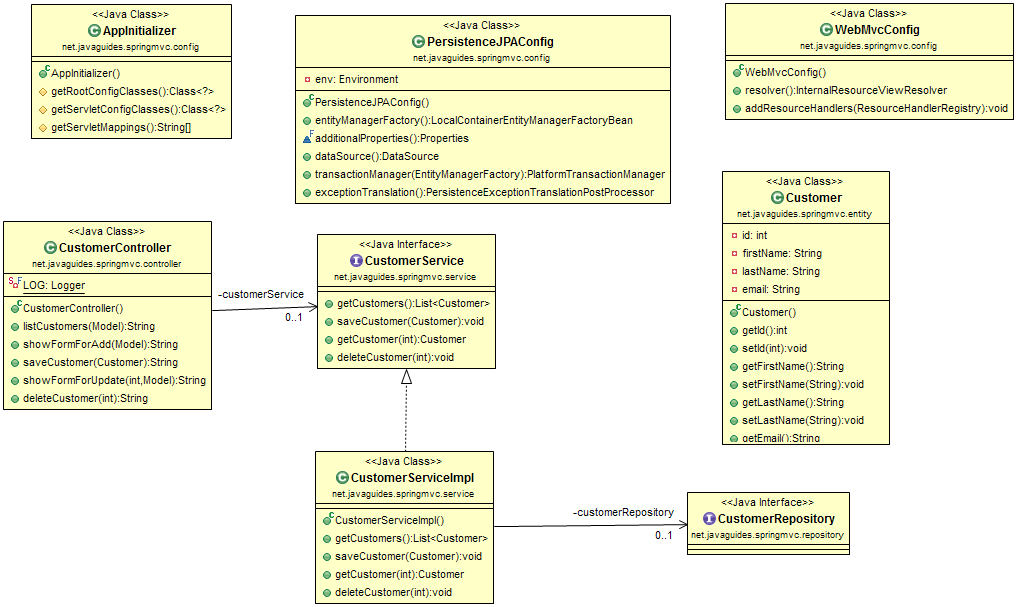 <<Java Class>>
AppInitializer
net.javaguides.springmvc.config
AppInitializer()
getRootConfigClasses():Class<?>
getServletConfigClasses():Class<?>
getServletMappings():String[]
<<Java Class>>
PersistenceJPAConfig
net.javaguides.springmvc.config
env: Environment
PersistenceJPAConfig()
entityManagerFactory():LocalContainerEntityManagerFactoryBean
additionalProperties():Properties
dataSource():DataSource
transactionManager(EntityManagerFactory):PlatformTransactionManager
exceptionTranslation():PersistenceExceptionTranslationPostProcessor
<<Java Class>>
WebMvcConfig
net.javaguides.springmvc.config
WebMvcConfig()
resolver():InternalResourceViewResolver
addResourceHandlers(ResourceHandlerRegistry):void
<<Java Class>>
CustomerController
net.javaguides.springmvc.controller
LOG: Logger
CustomerController()
listCustomers(Model):String
showFormForAdd(Model):String
saveCustomer(Customer):String
showFormForUpdate(int,Model):String
deleteCustomer(int):String
-customerService
0..1
<<Java Interface>>
CustomerService
net.javaguides.springmvc.service
getCustomers():List<Customer>
saveCustomer(Customer):void
getCustomer(int):Customer
deleteCustomer(int):void
<<Java Class>>
Customer
net.javaguides.springmvc.entity
id: int
firstName: String
lastName: String
email: String
Customer()
getId():int
setId(int):void
getFirstName():String
setFirstName(String):void
getLastName():String
setLastName(String):void
getEmail():String
<<Java Class>>
CustomerServiceImpl
net.javaguides.springmvc.service
CustomerServiceImpl()
getCustomers():List<Customer>
saveCustomer(Customer):void
getCustomer(int):Customer
deleteCustomer(int):void
-customerRepository
0..1
<<Java Interface>>
CustomerRepository
net.javaguides.springmvc.repository